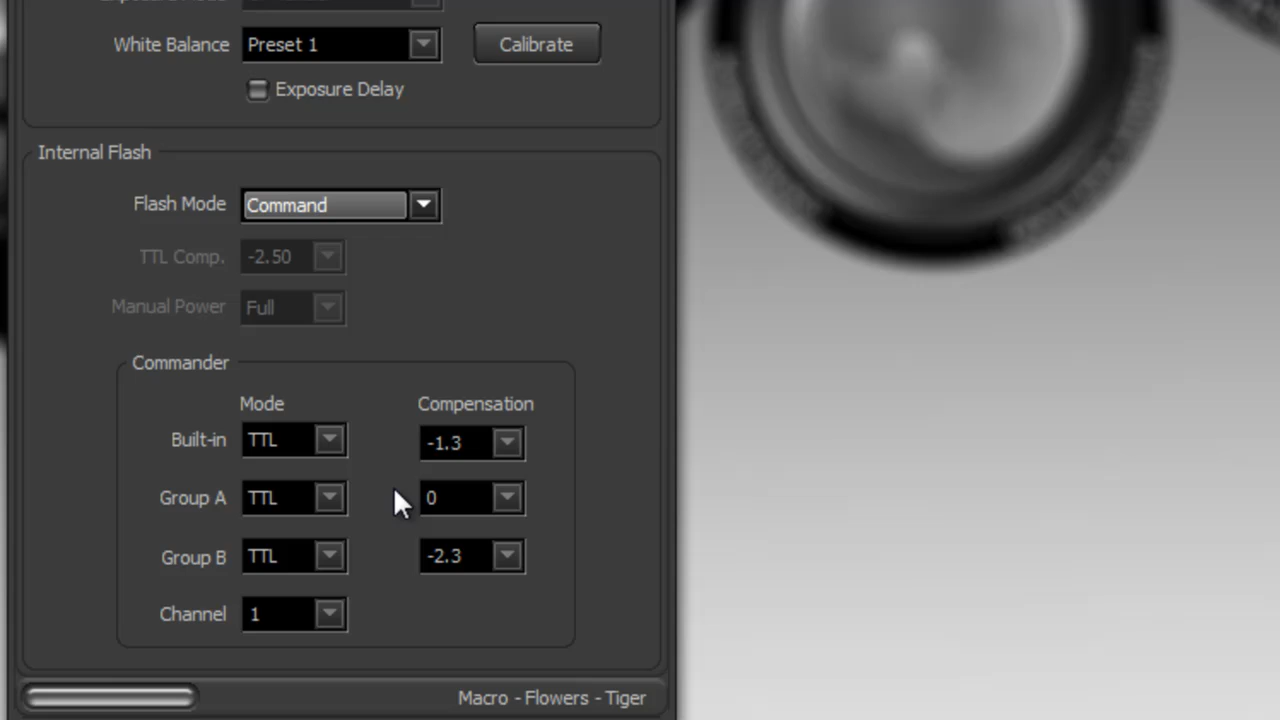 White Balance Preset 1 Calibrate
Exposure Delay
Internal Flash
Flash Mode Command
TTL Comp. -2.50
Manual Power Full
Commander
Mode Compensation
Built-in TTL -1.3
Group A TTL 0
Group B TTL -2.3
Channel 1
Macro - Flowers - Tiger